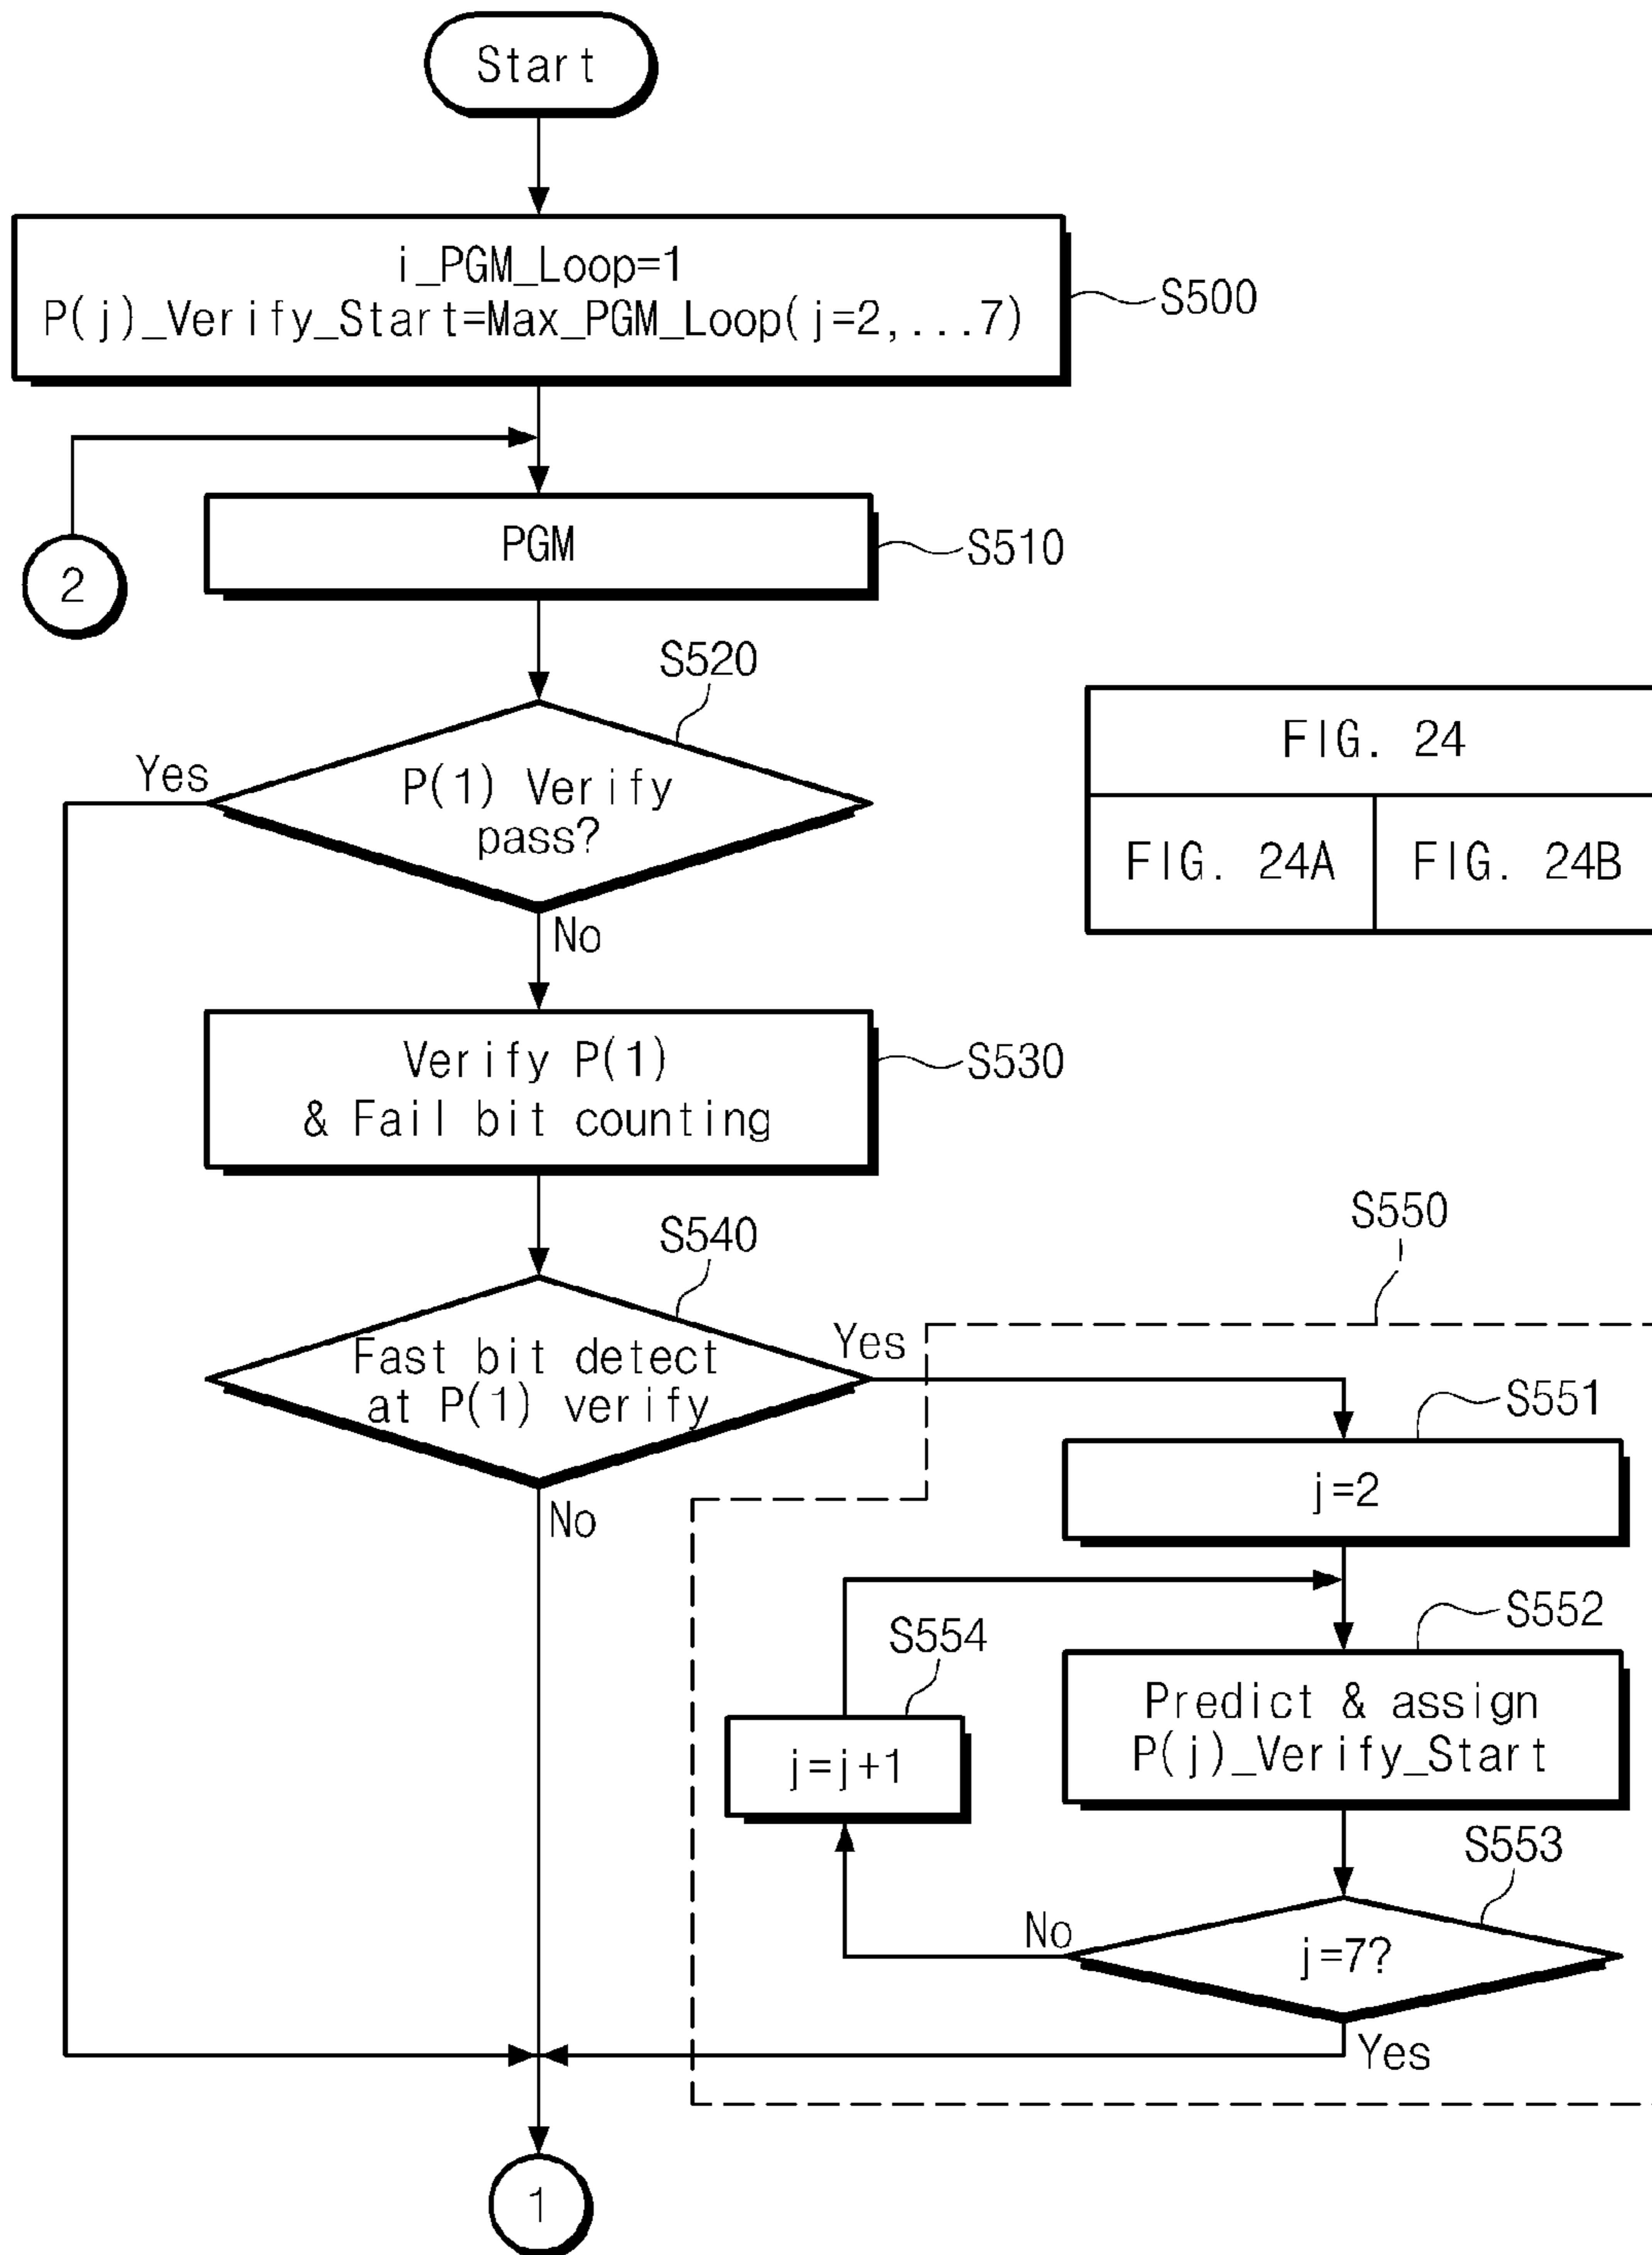 Start
i_PGM_Loop=1
P(j)_Verify_Start=Max_PGM_Loop(j=2,...7)
S500
2
PGM
S510
S520
P(1) Verify
pass?
Yes
No
FIG. 24
FIG. 24A
FIG. 24B
Verify P(1)
& Fail bit counting
S530
S540
Fast bit detect
at P(1) verify
Yes
No
S550
S551
j=2
S552
Predict & assign
P(j)_Verify_Start
S554
j=j+1
S553
j=7?
No
Yes
1